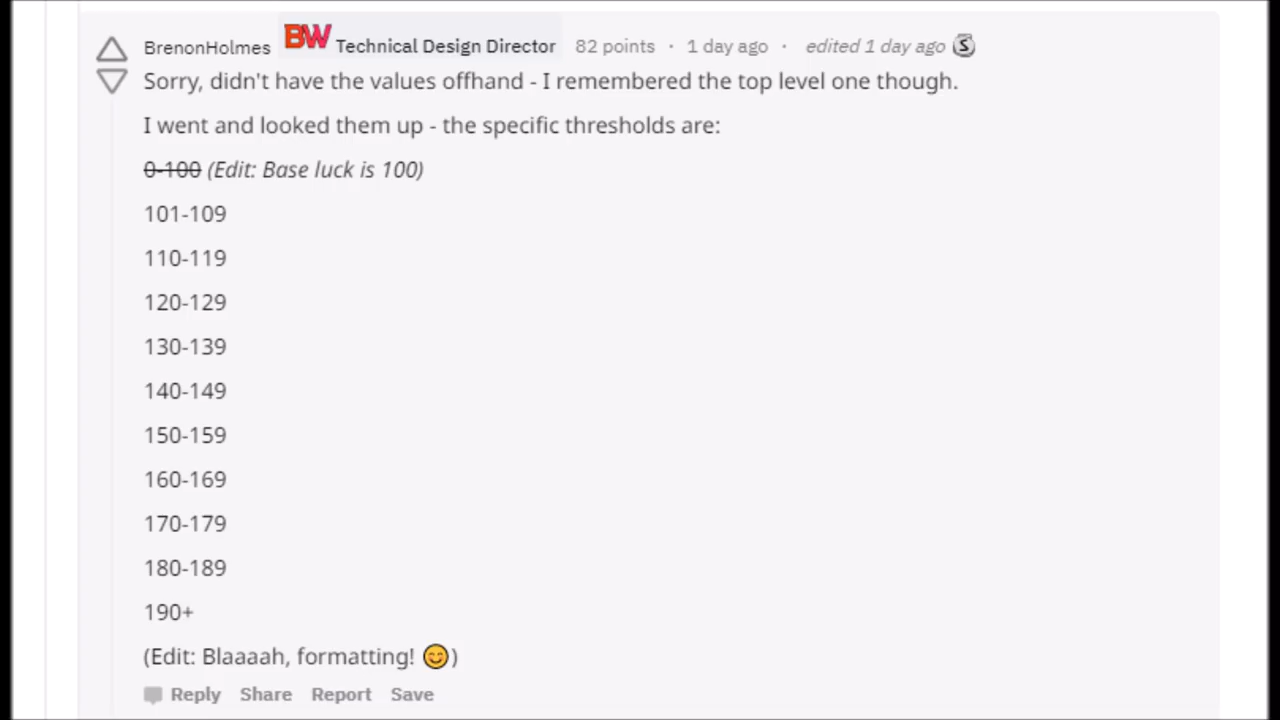 BrenonHolmes BW Technical Design Director 82 points · 1 day ago · edited 1 day ago S
Sorry, didn't have the values offhand - I remembered the top level one though.
I went and looked them up - the specific thresholds are:
0-100 (Edit: Base luck is 100)
101-109
110-119
120-129
130-139
140-149
150-159
160-169
170-179
180-189
190+
(Edit: Blaaaah, formatting! 😊)
Reply Share Report Save